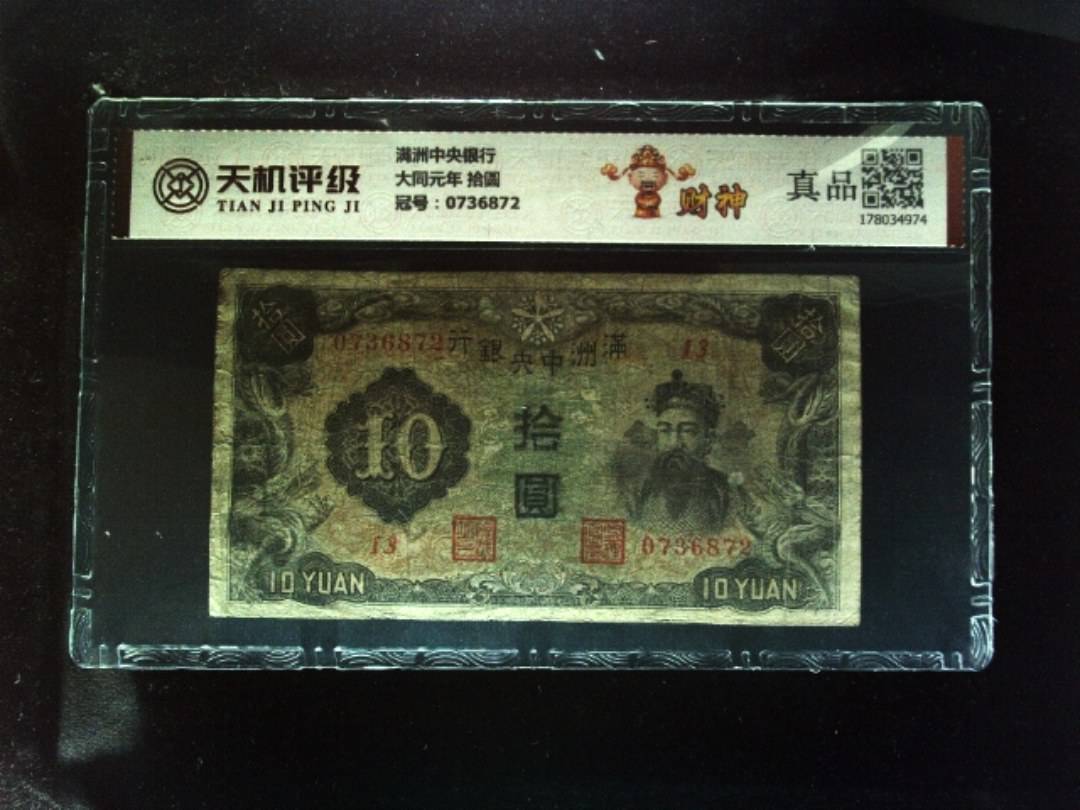 天机评级
TIAN JI PING JI
满洲中央银行
大同元年 拾圆
冠号：0736872
财神
真品
178034974
拾圓
拾圓
0736872
行銀央中洲滿
13
10
拾
圓
13
0736872
10 YUAN
10 YUAN